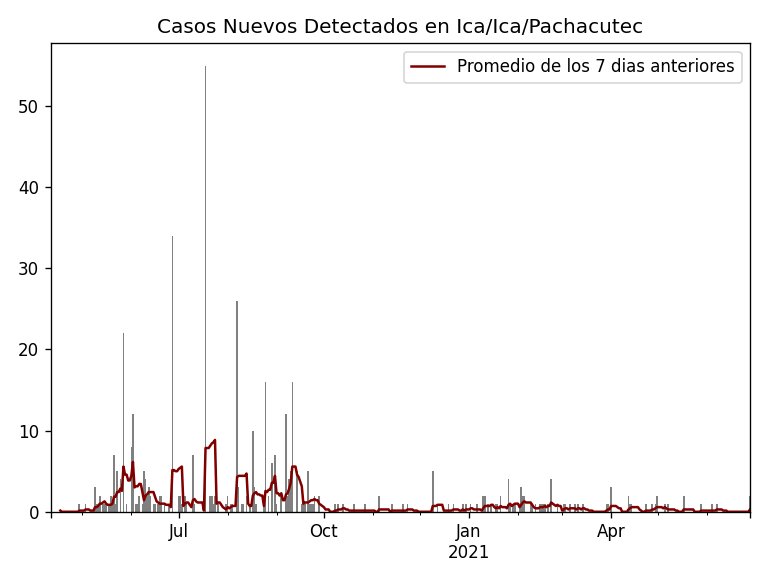 Casos Nuevos Detectados en Ica/Ica/Pachacutec
Promedio de los 7 dias anteriores
50
40
30
20
10
0
Jul
Oct
Jan
2021
Apr